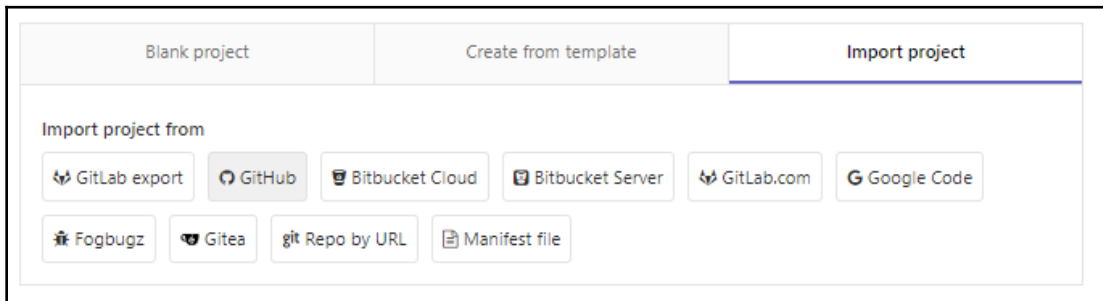 Blank project Create from template Import project
Import project from
GitLab export GitHub Bitbucket Cloud Bitbucket Server GitLab.com G Google Code
Fogbugz Gitea git Repo by URL Manifest file